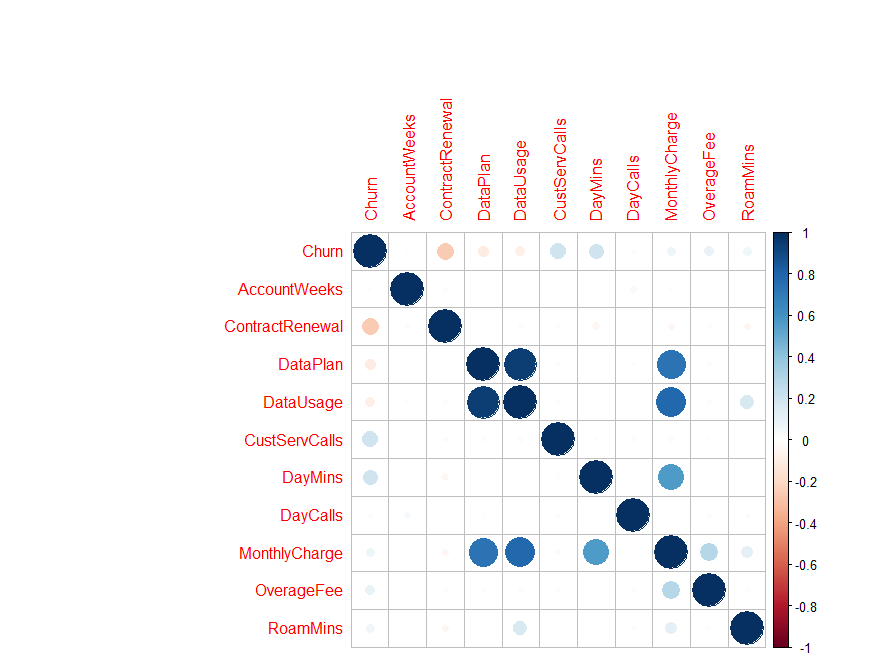 Churn
AccountWeeks
ContractRenewal
DataPlan
DataUsage
CustServCalls
DayMins
DayCalls
MonthlyCharge
OverageFee
RoamMins
Churn
AccountWeeks
ContractRenewal
DataPlan
DataUsage
CustServCalls
DayMins
DayCalls
MonthlyCharge
OverageFee
RoamMins
1
0.8
0.6
0.4
0.2
0
-0.2
-0.4
-0.6
-0.8
-1